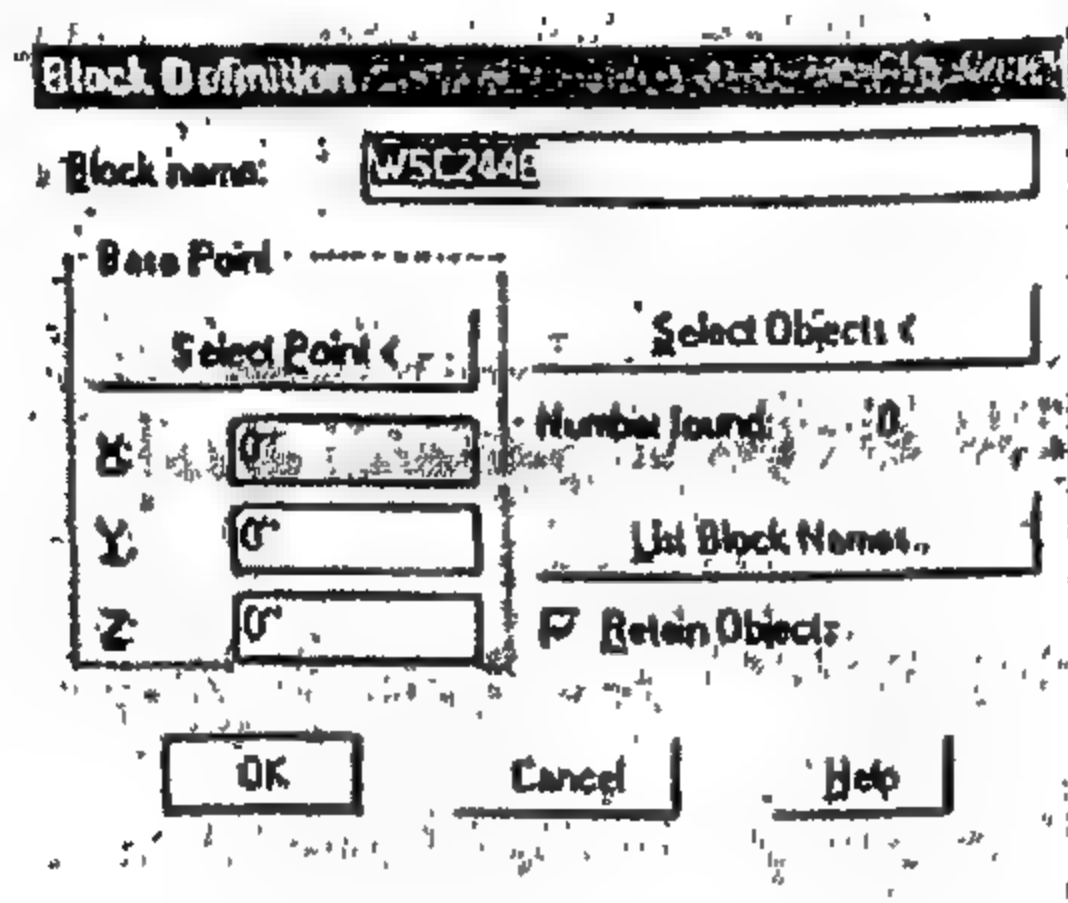 Block Definition
Block name:
Base Point
Select Point <
Select Objects <
X: 0"
Number found: 0
Y: 0"
List Block Names..
Z: 0"
Retain Objects
OK Cancel Help